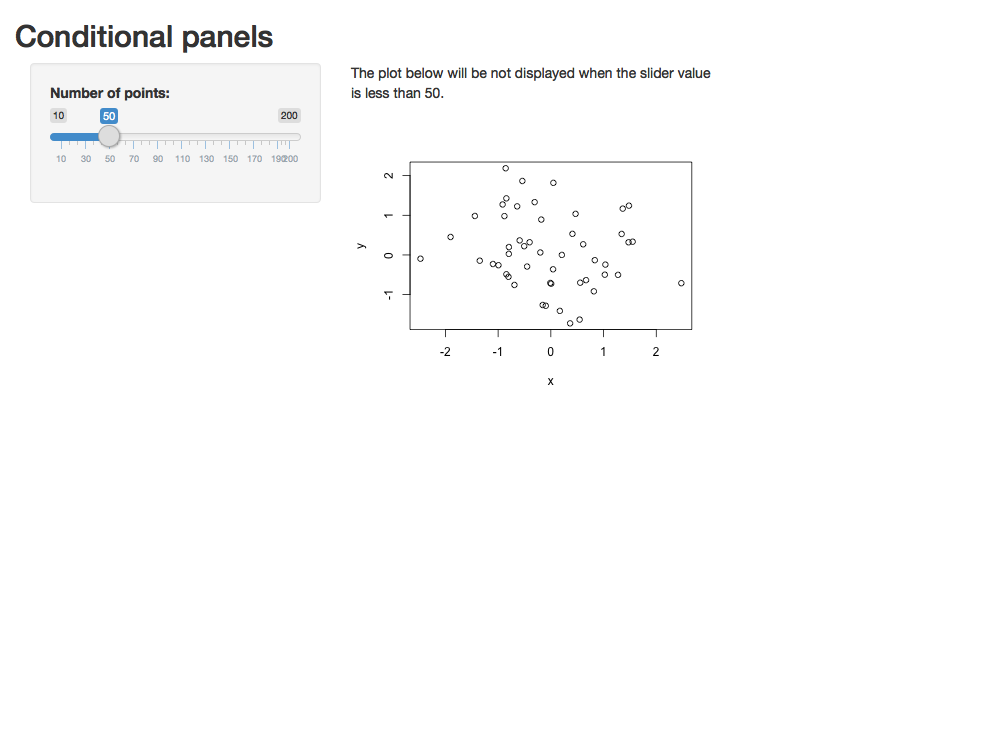 Conditional panels
Number of points:
10 50 200
10 30 50 70 90 110 130 150 170 190200
The plot below will be not displayed when the slider value
is less than 50.
2
1
0
-1
y
-2 -1 0 1 2
x